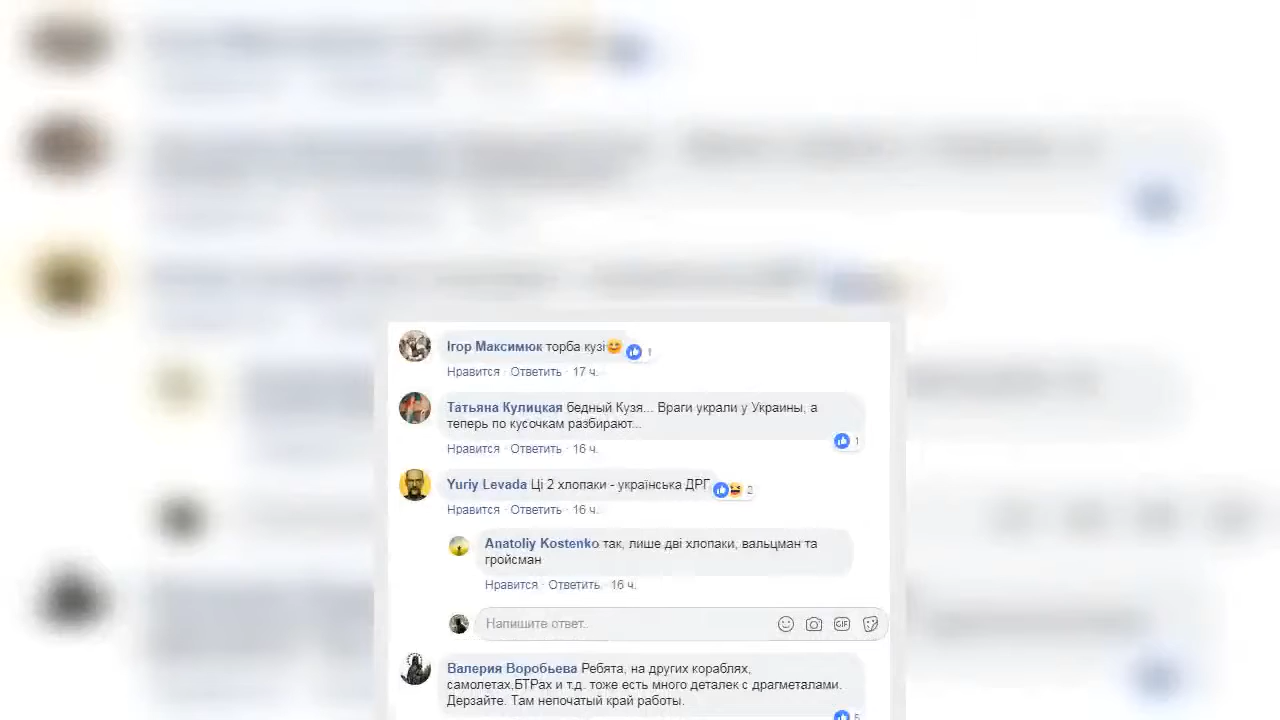 Ігор Максимюк торба кузі 1
Нравится · Ответить · 17 ч.
Татьяна Кулицкая бедный Кузя... Враги украли у Украины, а
теперь по кусочкам разбирают...
1
Нравится · Ответить · 16 ч.
Yuriy Levada Ці 2 хлопаки - українська ДРГ 2
Нравится · Ответить · 16 ч.
Anatoliy Kostenko так, лише дві хлопаки, вальцман та
гройсман
Нравится · Ответить · 16 ч.
Напишите ответ..
GIF
Валерия Воробьева Ребята, на других кораблях,
самолетах,БТРах и т.д. тоже есть много деталек с драгметалами.
Дерзайте. Там непочатый край работы.
5